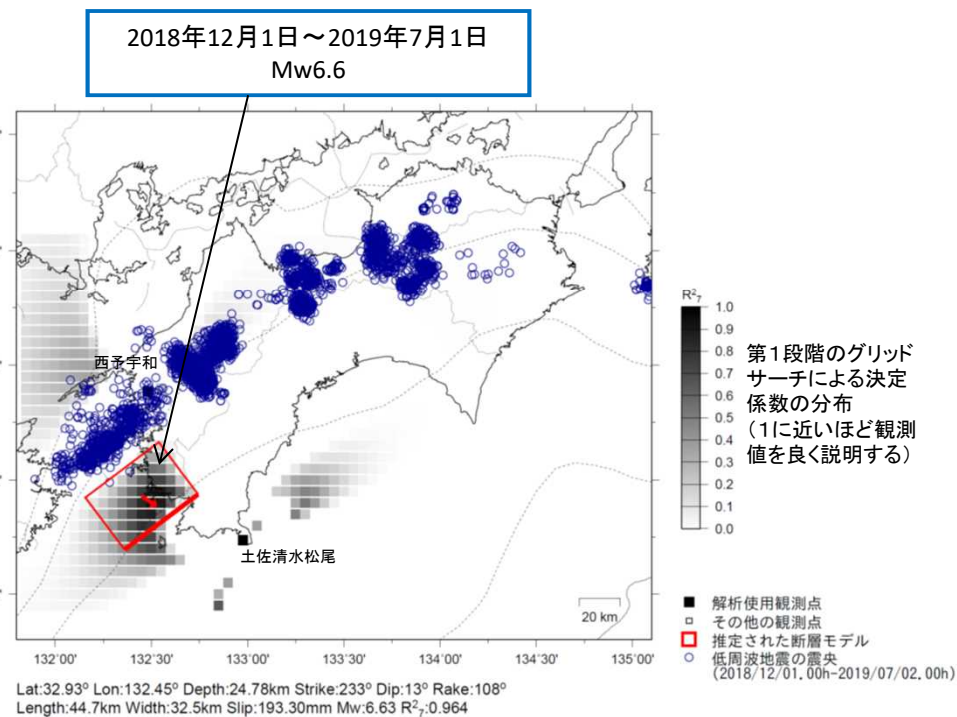 2018年12月1日～2019年7月1日
Mw6.6
西予宇和
土佐清水松尾
20 km
132°00'
132°30'
133°00'
133°30'
134°00'
134°30'
135°00'
R²₇
1.0
0.9
0.8
0.7
0.6
0.5
0.4
0.3
0.2
0.1
0.0
第1段階のグリッド
サーチによる決定
係数の分布
(1に近いほど観測
値を良く説明する)
解析使用観測点
その他の観測点
推定された断層モデル
低周波地震の震央
(2018/12/01.00h-2019/07/02.00h)
Lat:32.93° Lon:132.45° Depth:24.78km Strike:233° Dip:13° Rake:108°
Length:44.7km Width:32.5km Slip:193.30mm Mw:6.63 R²₇:0.964